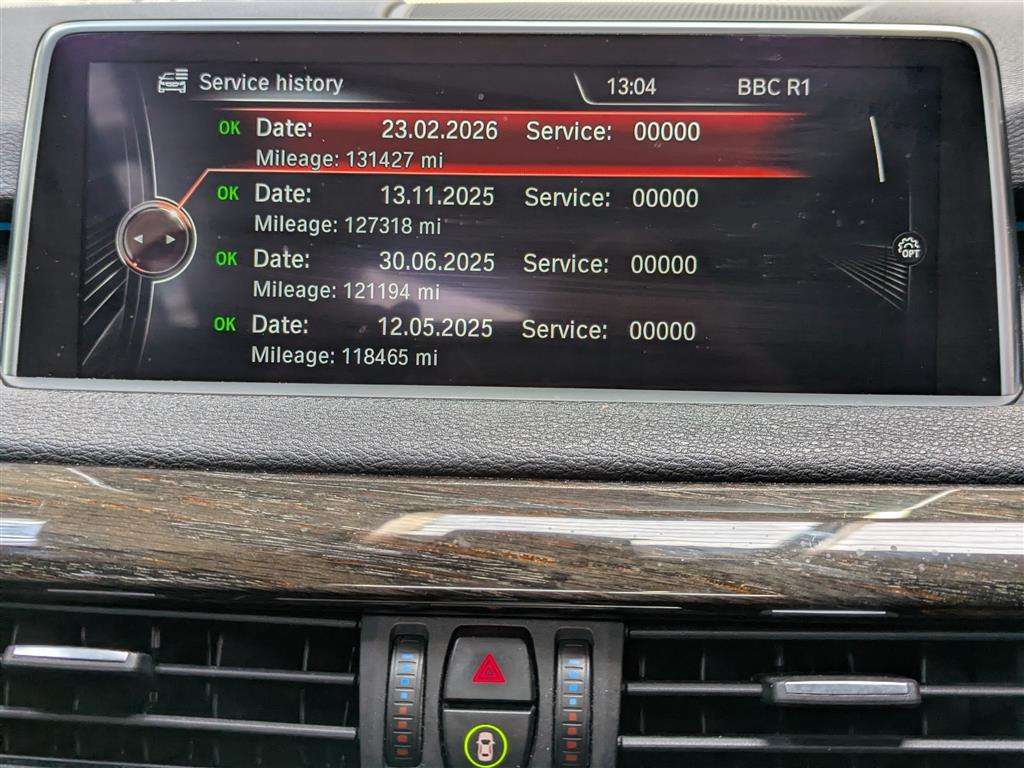 Service history 13:04 BBC R1
OK Date: 23.02.2026 Service: 00000
Mileage: 131427 mi
OK Date: 13.11.2025 Service: 00000
Mileage: 127318 mi
OPT
OK Date: 30.06.2025 Service: 00000
Mileage: 121194 mi
OK Date: 12.05.2025 Service: 00000
Mileage: 118465 mi